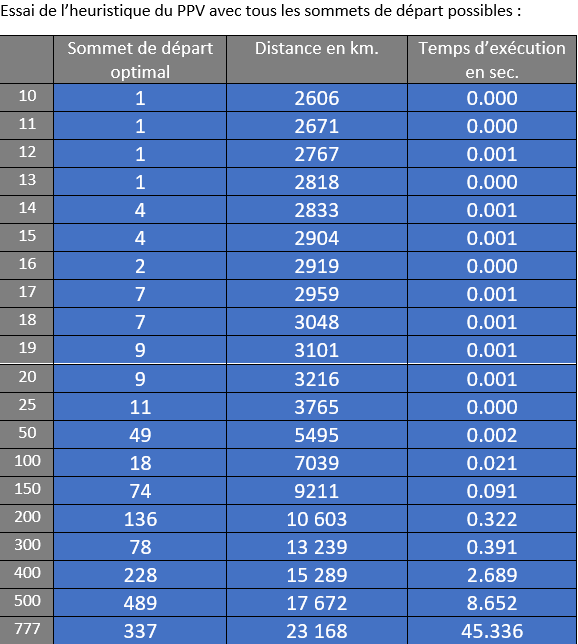 Essai de l’heuristique du PPV avec tous les sommets de départ possibles :
Sommet de départ optimal Distance en km. Temps d’exécution en sec.
10 1 2606 0.000
11 1 2671 0.000
12 1 2767 0.001
13 1 2818 0.000
14 4 2833 0.001
15 4 2904 0.001
16 2 2919 0.000
17 7 2959 0.001
18 7 3048 0.001
19 9 3101 0.001
20 9 3216 0.001
25 11 3765 0.000
50 49 5495 0.002
100 18 7039 0.021
150 74 9211 0.091
200 136 10 603 0.322
300 78 13 239 0.391
400 228 15 289 2.689
500 489 17 672 8.652
777 337 23 168 45.336